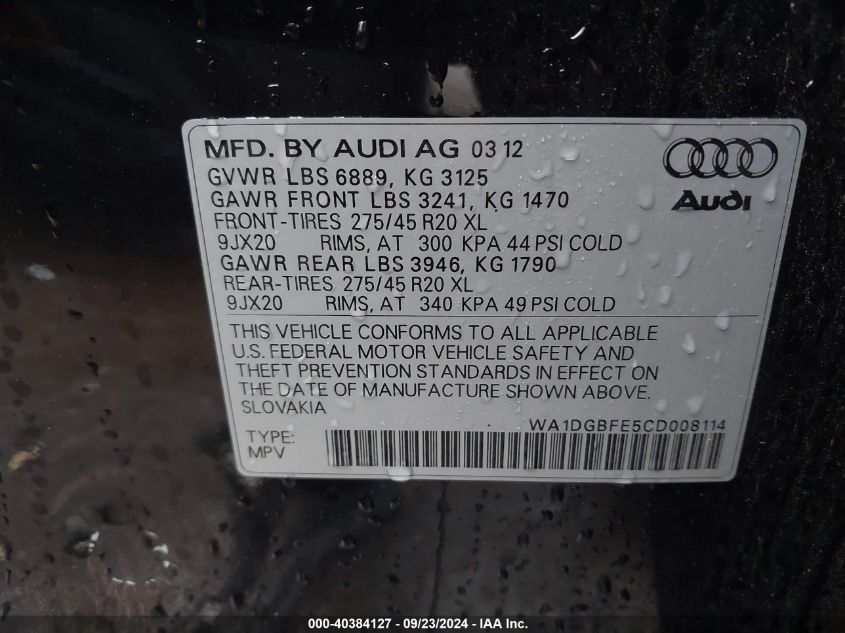 MFD. BY AUDI AG 03 12
GVWR LBS 6889, KG 3125
GAWR FRONT LBS 3241, KG 1470
FRONT-TIRES 275/45 R20 XL
9JX20 RIMS, AT 300 KPA 44 PSI COLD
GAWR REAR LBS 3946, KG 1790
REAR-TIRES 275/45 R20 XL
9JX20 RIMS, AT 340 KPA 49 PSI COLD
Audi
THIS VEHICLE CONFORMS TO ALL APPLICABLE
U.S. FEDERAL MOTOR VEHICLE SAFETY AND
THEFT PREVENTION STANDARDS IN EFFECT ON
THE DATE OF MANUFACTURE SHOWN ABOVE.
SLOVAKIA
WA1DGBFE5CD008114
TYPE:
MPV
000-40384127 - 09/23/2024 - IAA Inc.